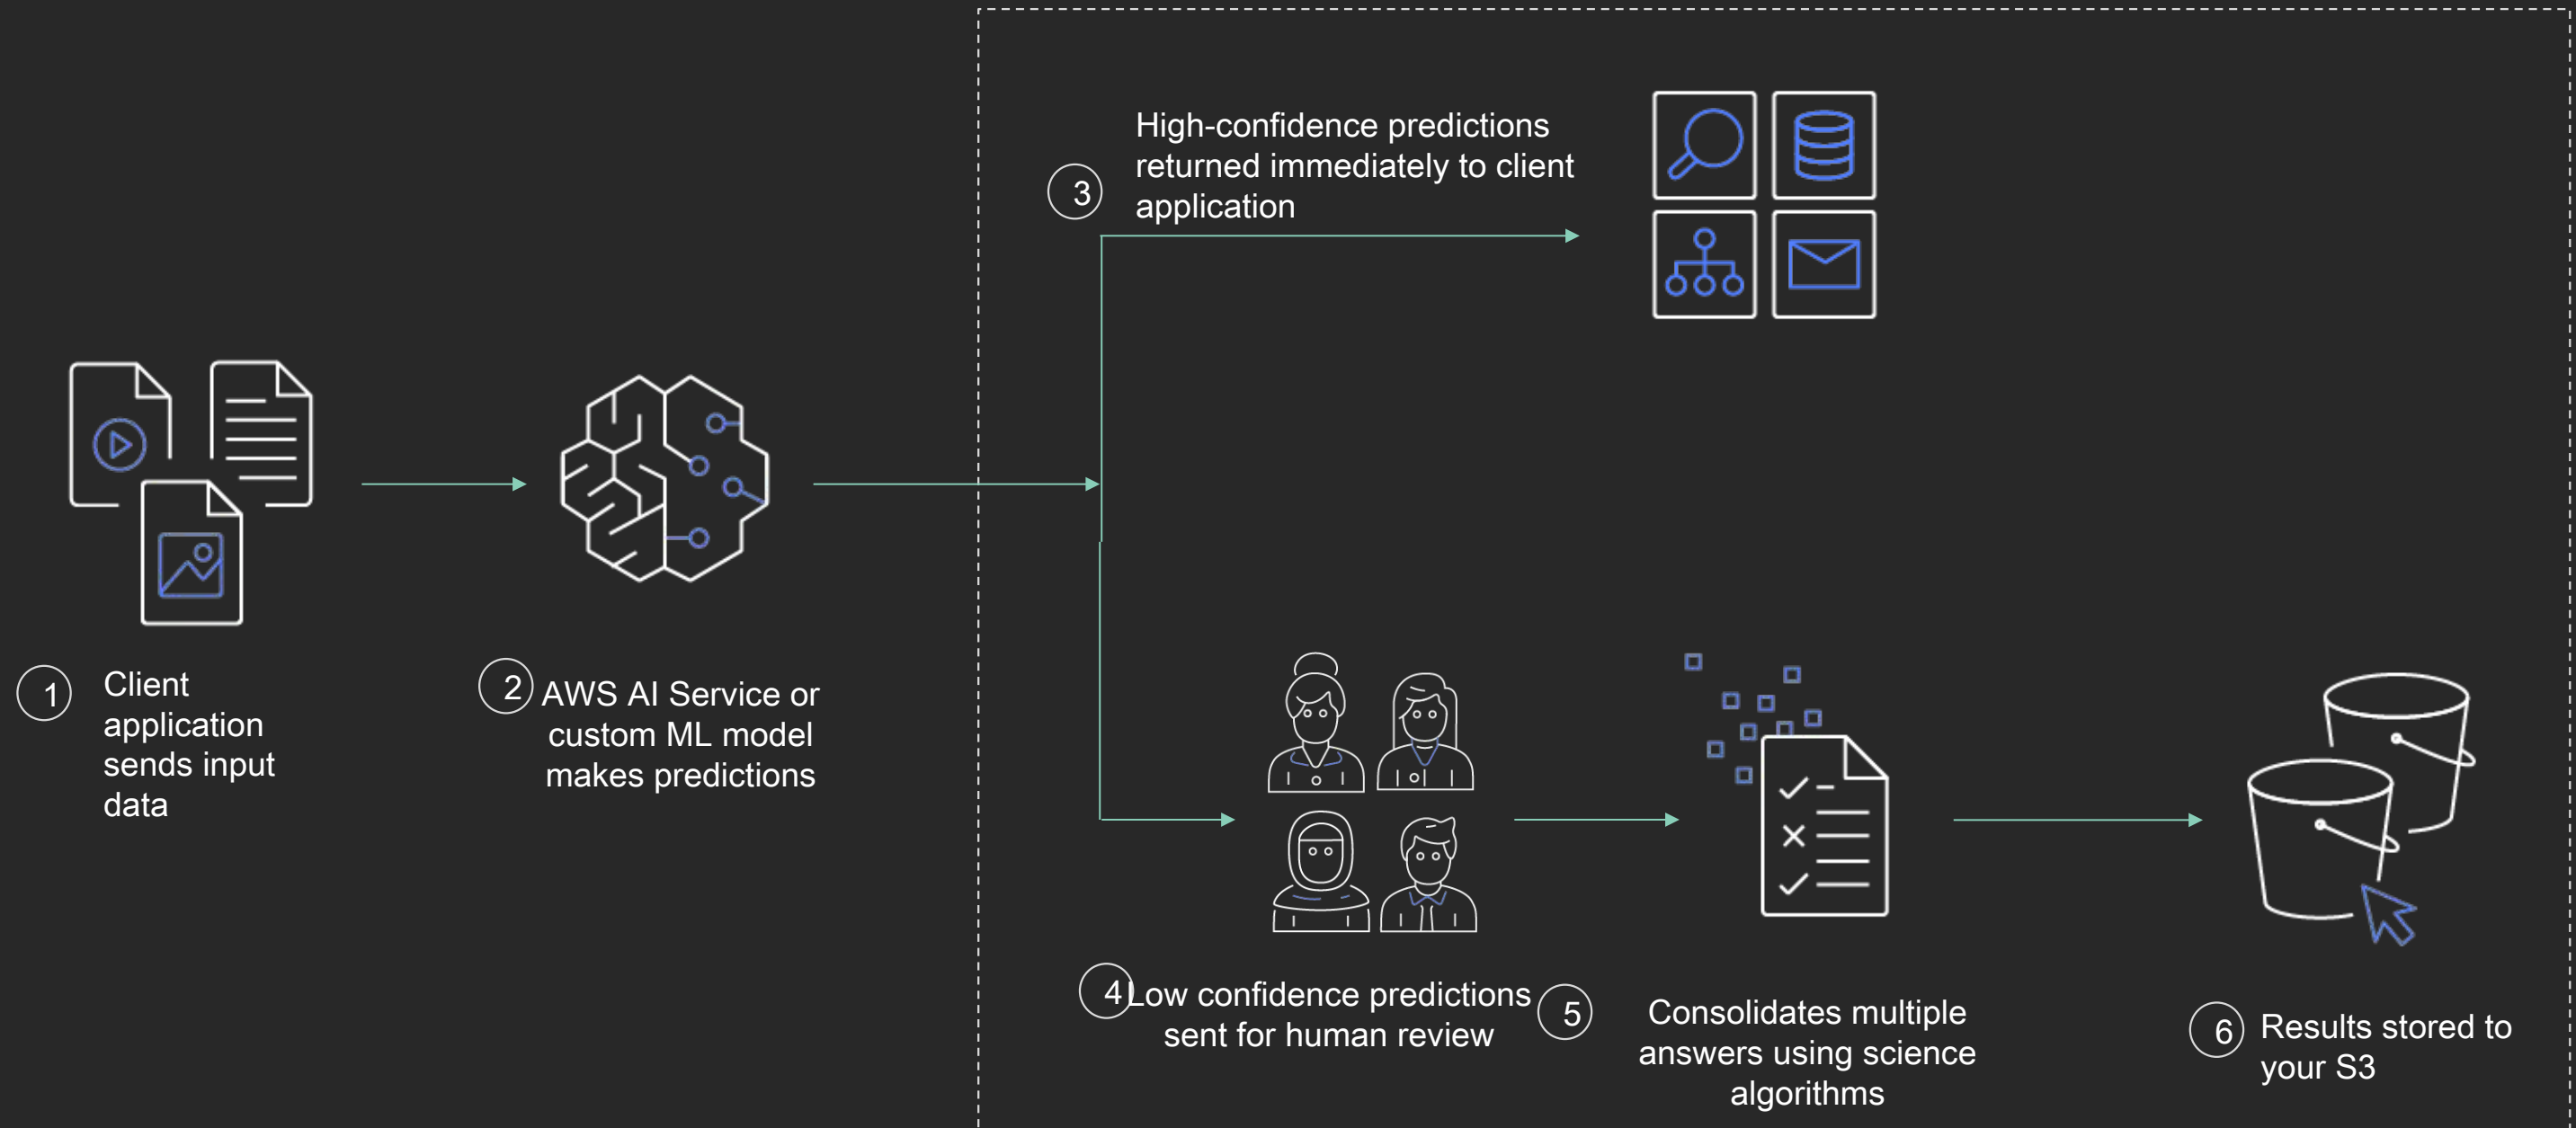 1
Client
application
sends input
data
2
AWS AI Service or
custom ML model
makes predictions
3
High-confidence predictions
returned immediately to client
application
4
Low confidence predictions
sent for human review
5
Consolidates multiple
answers using science
algorithms
6
Results stored to
your S3